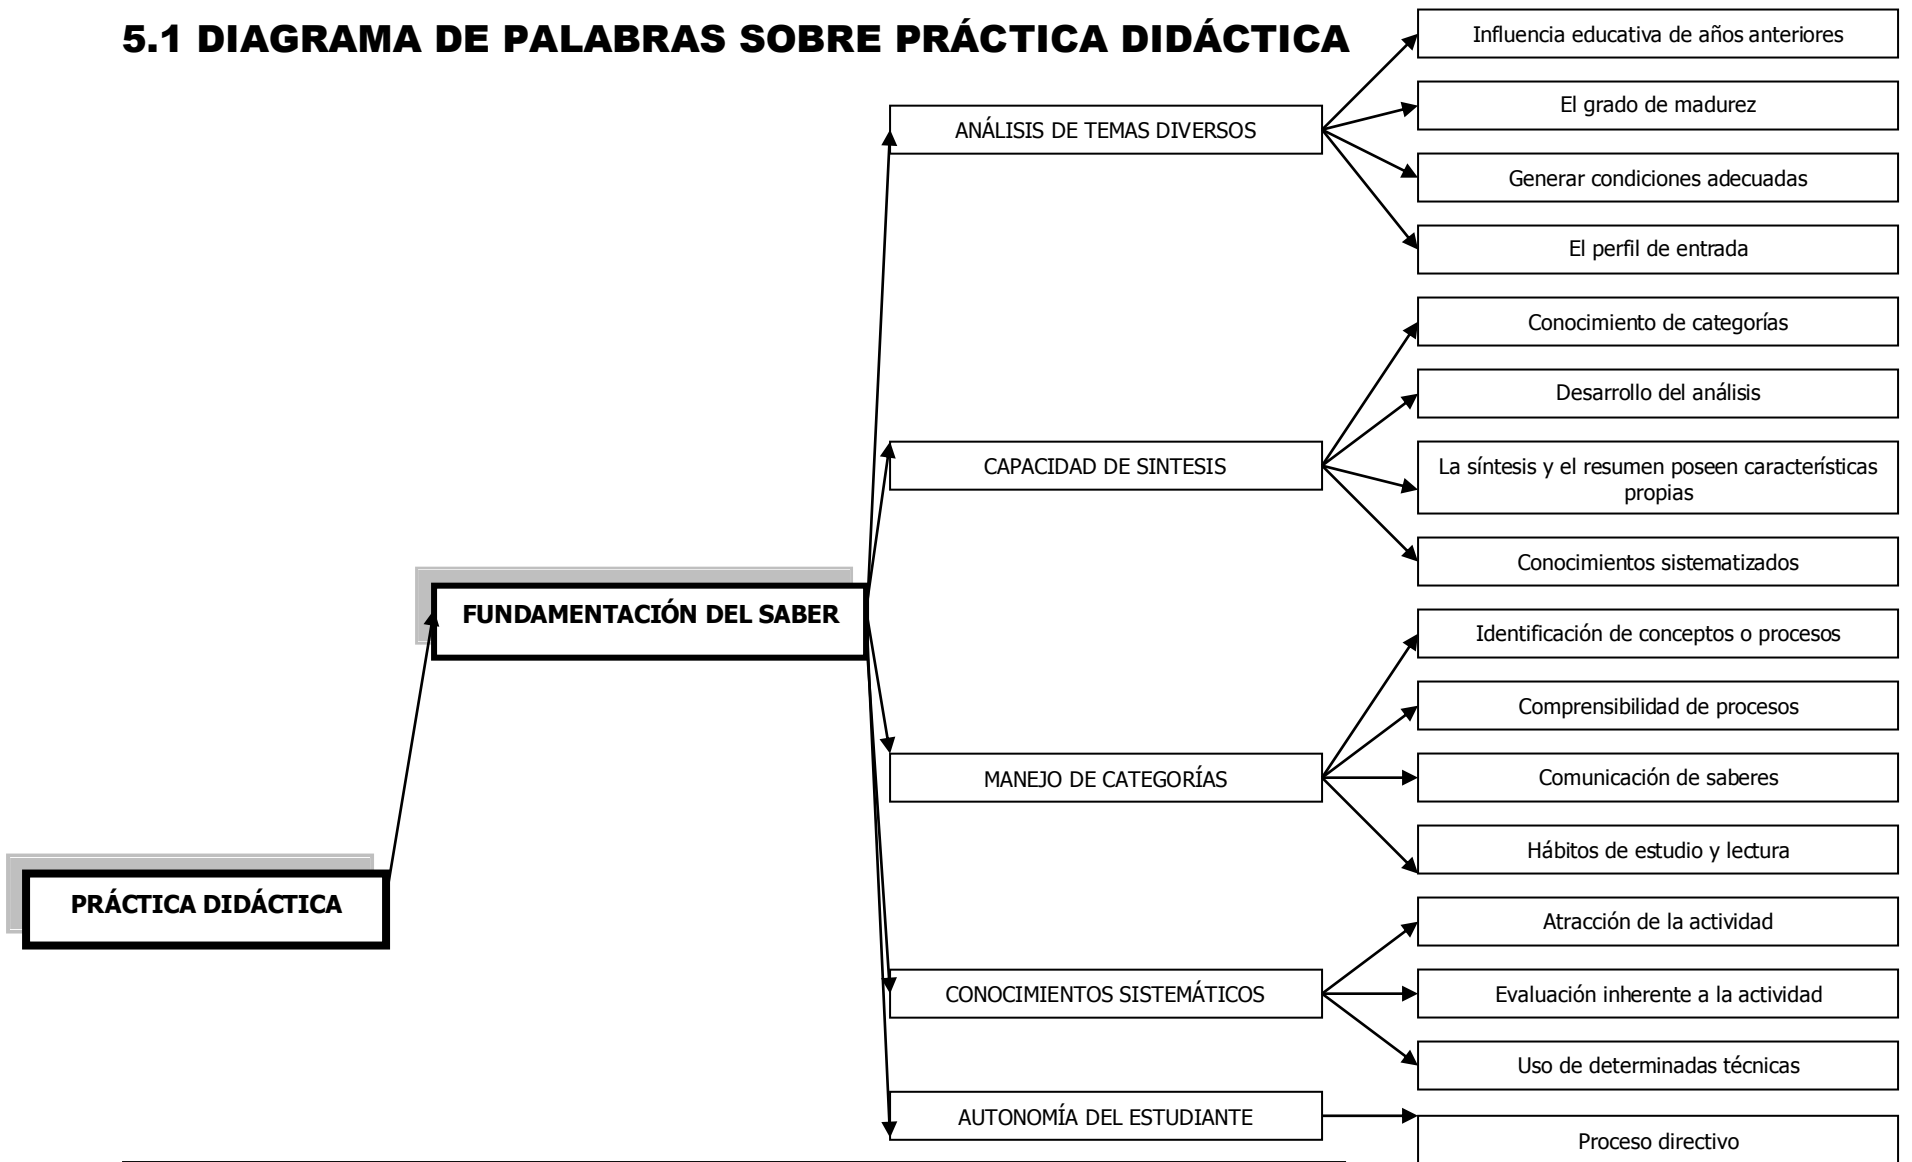 5.1 DIAGRAMA DE PALABRAS SOBRE PRÁCTICA DIDÁCTICA
PRÁCTICA DIDÁCTICA
FUNDAMENTACIÓN DEL SABER
ANÁLISIS DE TEMAS DIVERSOS
Influencia educativa de años anteriores
El grado de madurez
Generar condiciones adecuadas
El perfil de entrada
CAPACIDAD DE SINTESIS
Conocimiento de categorías
Desarrollo del análisis
La síntesis y el resumen poseen características
propias
Conocimientos sistematizados
MANEJO DE CATEGORÍAS
Identificación de conceptos o procesos
Comprensibilidad de procesos
Comunicación de saberes
Hábitos de estudio y lectura
CONOCIMIENTOS SISTEMÁTICOS
Atracción de la actividad
Evaluación inherente a la actividad
Uso de determinadas técnicas
AUTONOMÍA DEL ESTUDIANTE
Proceso directivo